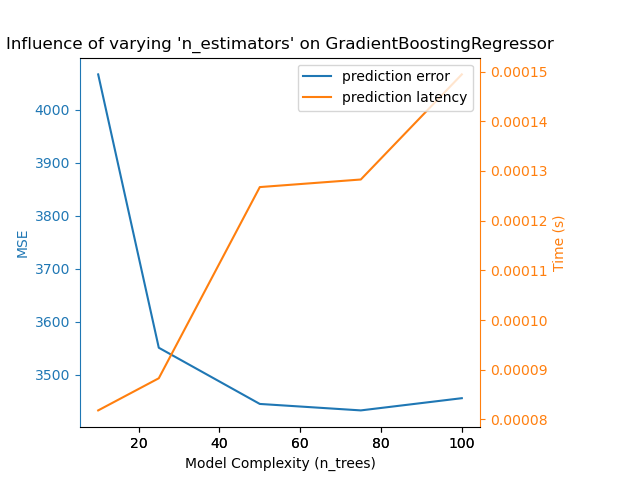 Influence of varying 'n_estimators' on GradientBoostingRegressor
prediction error
prediction latency
MSE
4000
3900
3800
3700
3600
3500
Time (s)
0.00015
0.00014
0.00013
0.00012
0.00011
0.00010
0.00009
0.00008
20 40 60 80 100
Model Complexity (n_trees)